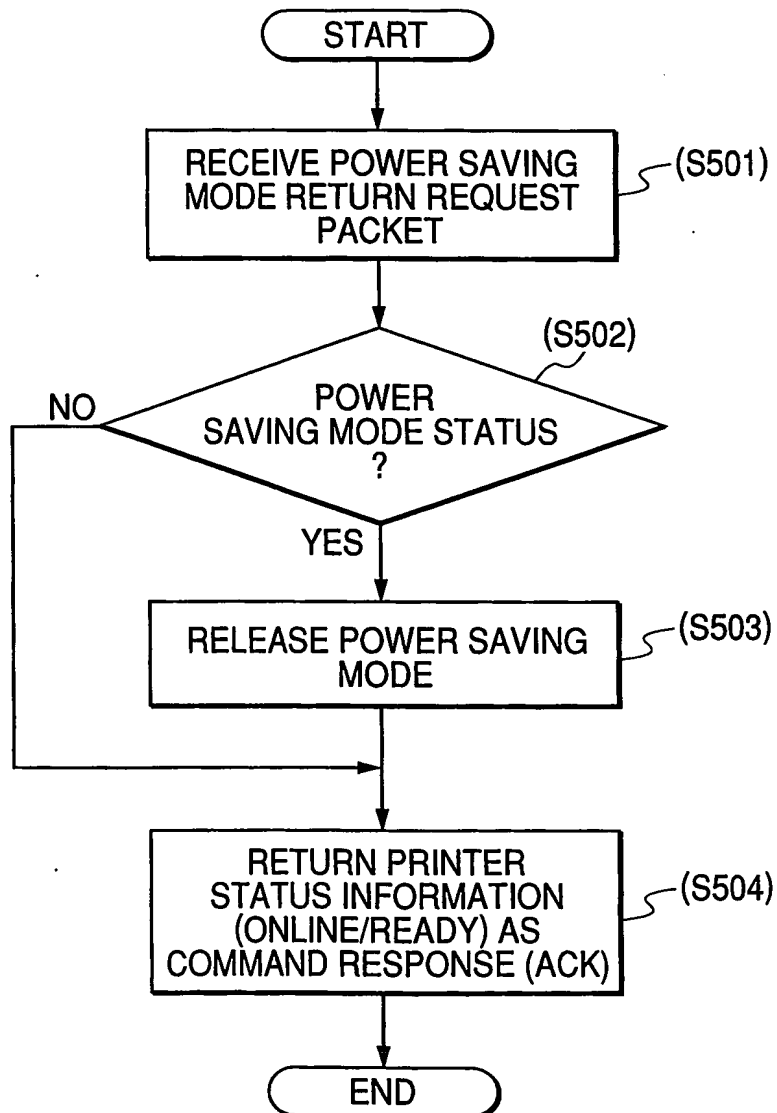 START
RECEIVE POWER SAVING
MODE RETURN REQUEST
PACKET
(S501)
(S502)
POWER
SAVING MODE STATUS
?
NO
YES
RELEASE POWER SAVING
MODE
(S503)
RETURN PRINTER
STATUS INFORMATION
(ONLINE/READY) AS
COMMAND RESPONSE (ACK)
(S504)
END